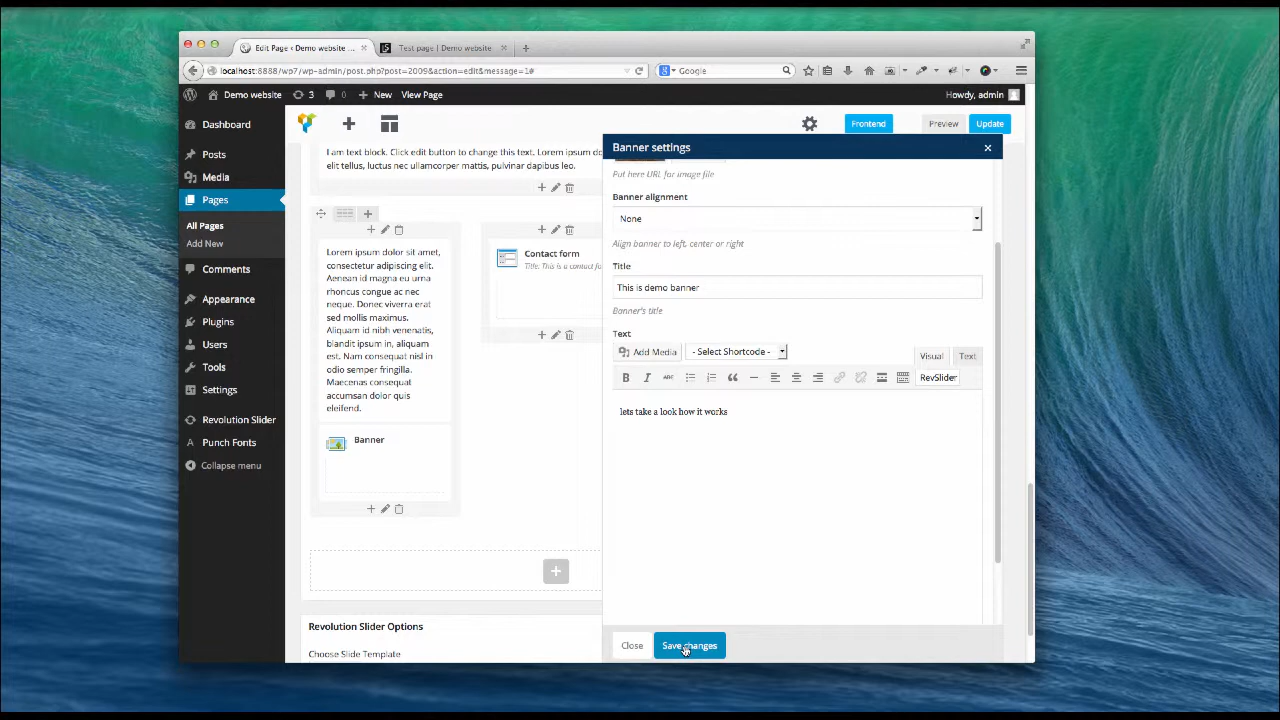 Edit Page ‹ Demo website ...
Test page | Demo website
localhost:8888/wp7/wp-admin/post.php?post=2009&action=edit&message=1#
Google
Demo website
3
0
New
View Page
Howdy, admin
Dashboard
Posts
Media
Pages
All Pages
Add New
Comments
Appearance
Plugins
Users
Tools
Settings
Revolution Slider
Punch Fonts
Collapse menu
Frontend
Preview
Update
I am text block. Click edit button to change this text. Lorem ipsum do
elit tellus, luctus nec ullamcorper mattis, pulvinar dapibus leo.
Lorem ipsum dolor sit amet,
consectetur adipiscing elit.
Aenean id magna eu urna
rhoncus congue ac nec
neque. Donec viverra erat
sed mollis maximus.
Aliquam id nibh venenatis,
bibendum in, aliquam
est. Nam consequat nisl in
odio semper fringilla.
Maecenas consequat
accumsan dolor quis
eleifend.
Banner
Contact form
Title: This is a contact fo
Revolution Slider Options
Choose Slide Template
Banner settings
Put here URL for image file
Banner alignment
None
Align banner to left, center or right
Title
This is demo banner
Banner's title
Text
Add Media
- Select Shortcode -
Visual
Text
B
I
ABC
RevSlider
lets take a look how it works
Close
Save changes